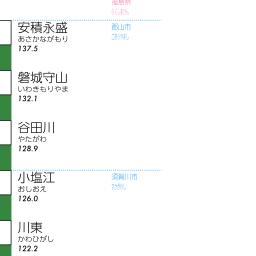 福島県
安積永盛
郡山市
あさかながもり
137.5
磐城守山
いわきもりやま
132.1
谷田川
やたがわ
128.9
小塩江
須賀川市
おしおえ
126.0
川東
かわひがし
122.2